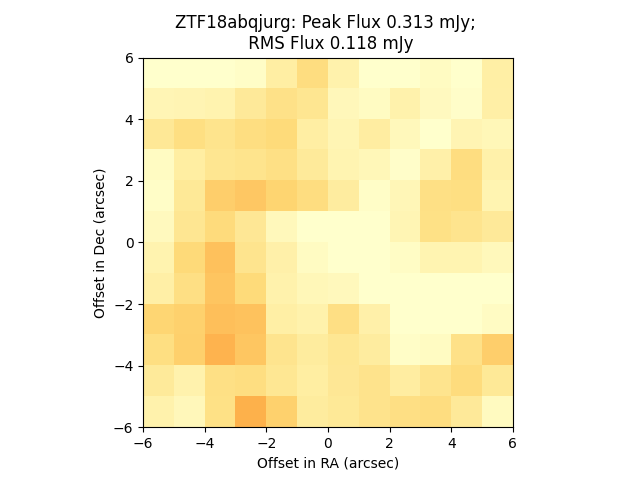 ZTF18abqjurg: Peak Flux 0.313 mJy;
RMS Flux 0.118 mJy
6
4
2
0
−2
−4
−6
Offset in Dec (arcsec)
−6 −4 −2 0 2 4 6
Offset in RA (arcsec)